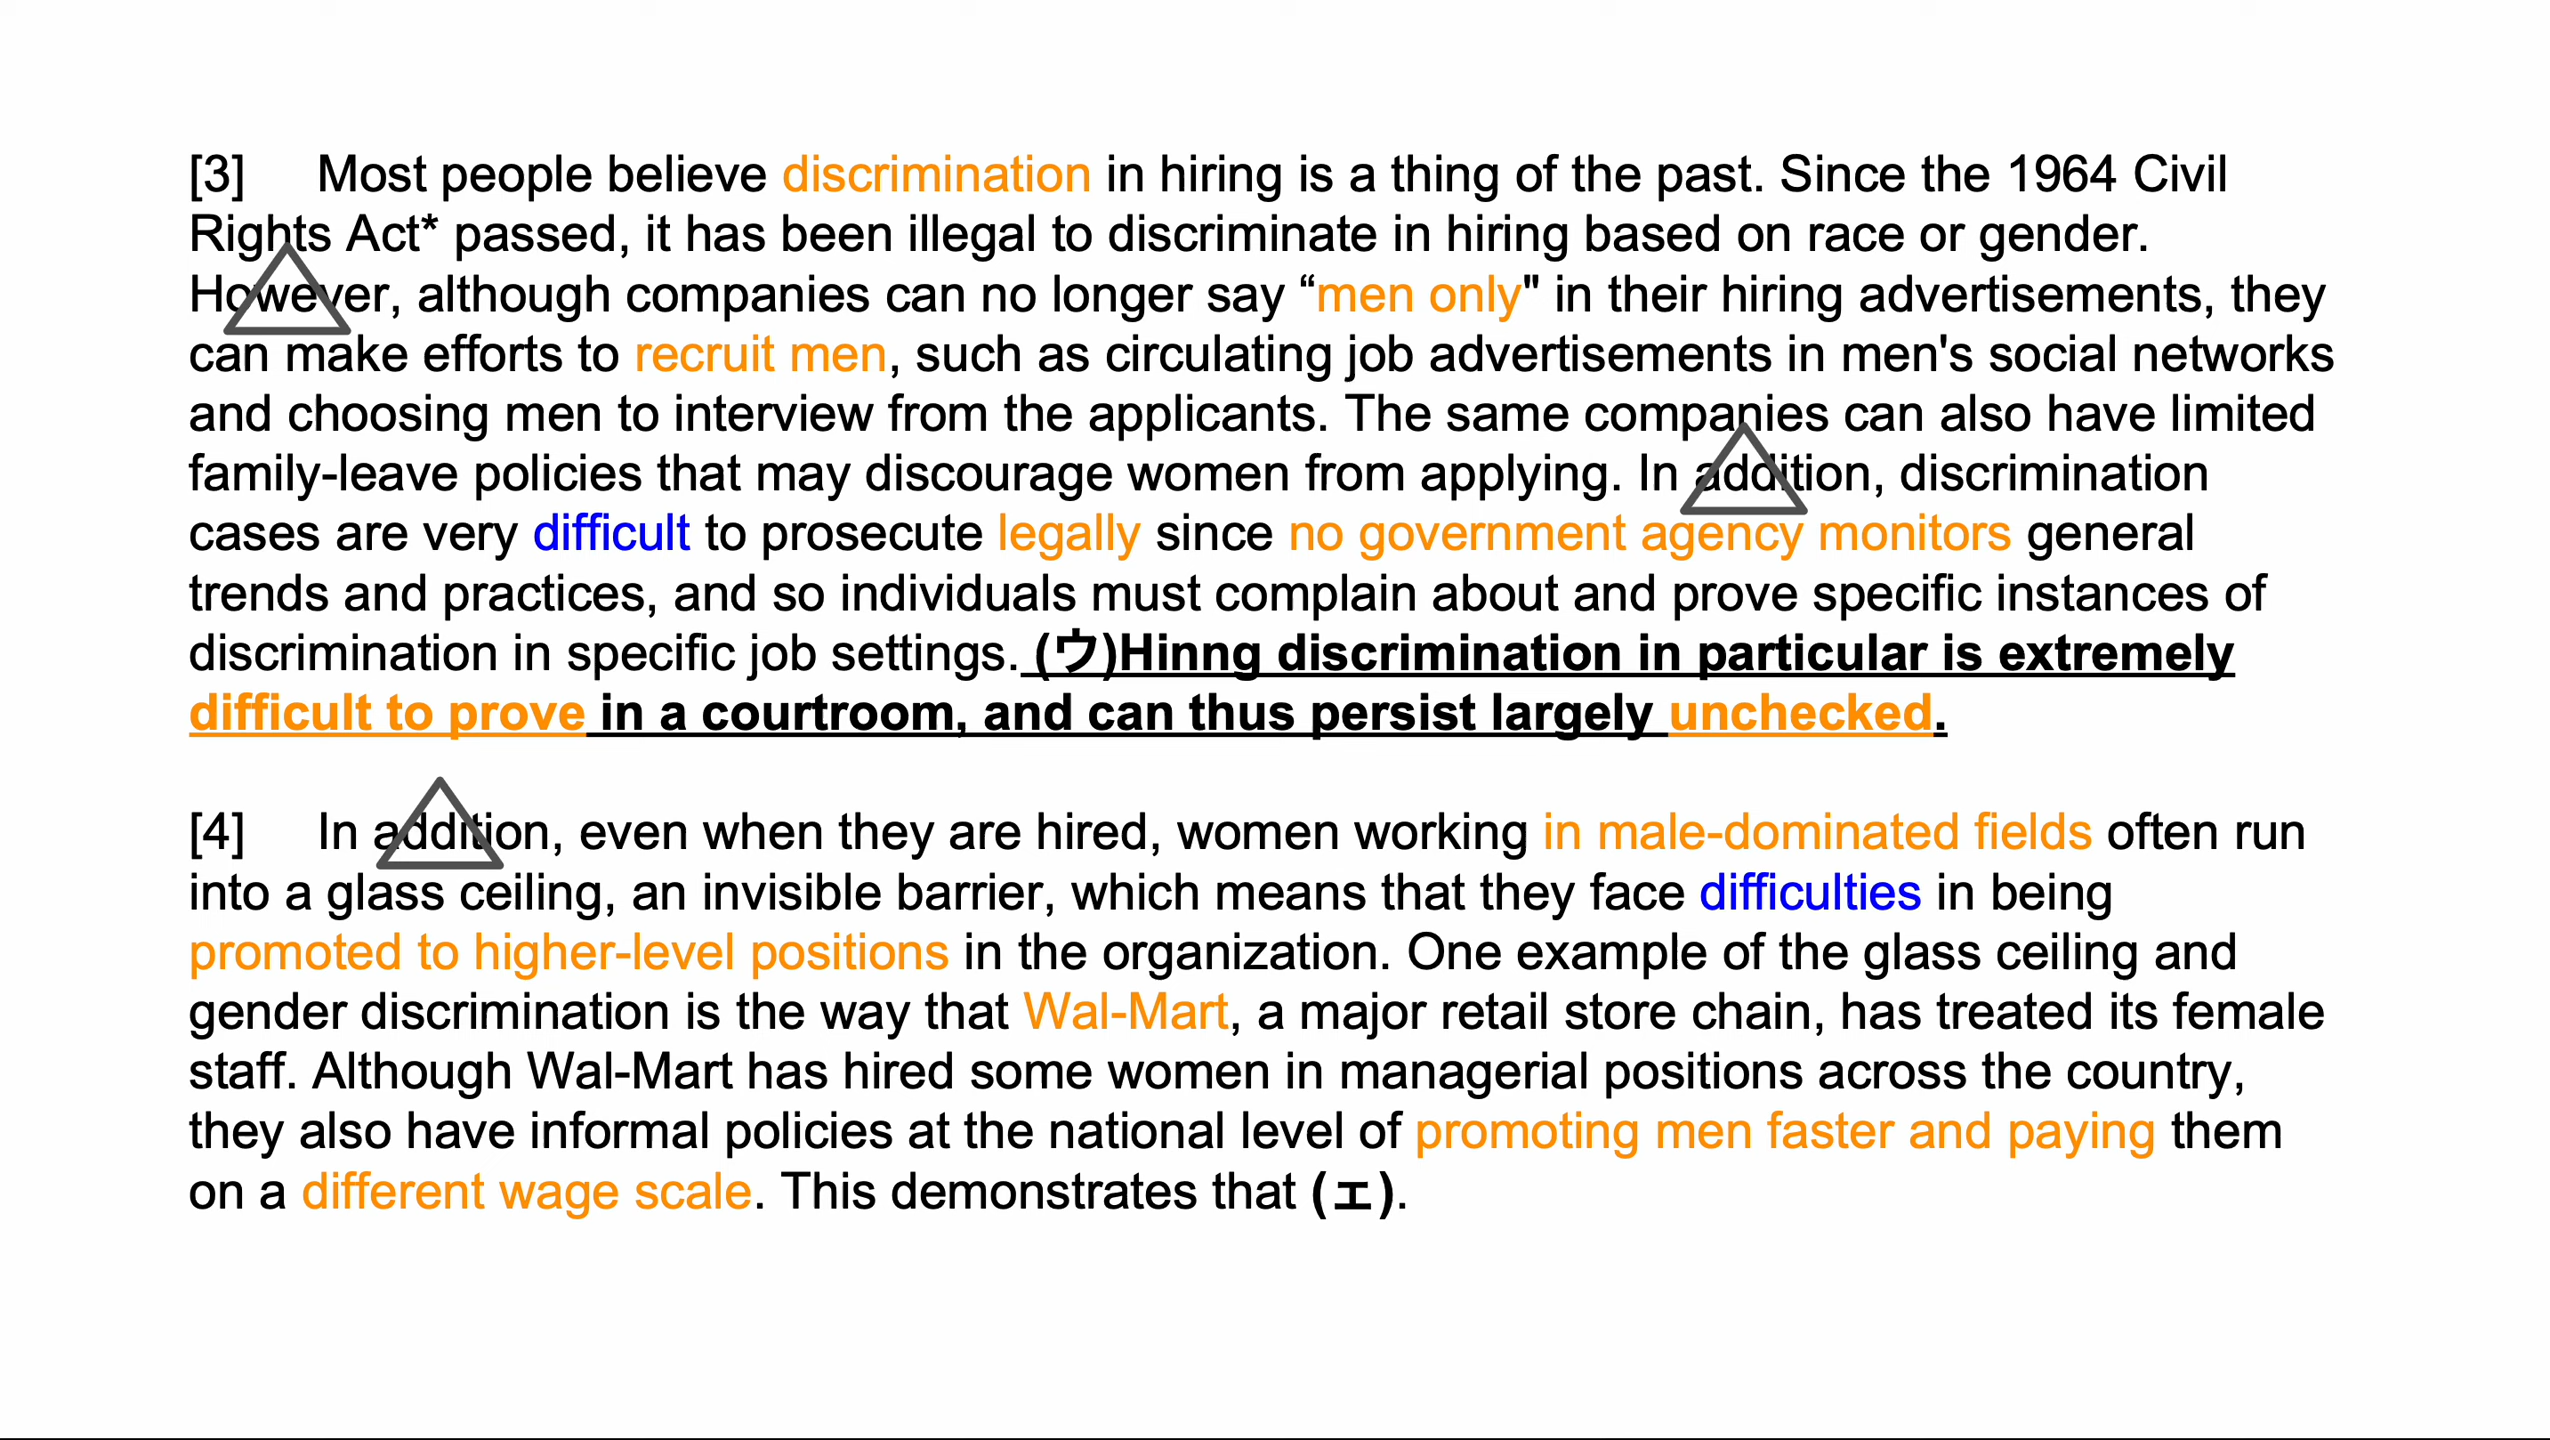 [3] Most people believe discrimination in hiring is a thing of the past. Since the 1964 Civil
Rights Act* passed, it has been illegal to discriminate in hiring based on race or gender.
However, although companies can no longer say “men only" in their hiring advertisements, they
can make efforts to recruit men, such as circulating job advertisements in men's social networks
and choosing men to interview from the applicants. The same companies can also have limited
family-leave policies that may discourage women from applying. In addition, discrimination
cases are very difficult to prosecute legally since no government agency monitors general
trends and practices, and so individuals must complain about and prove specific instances of
discrimination in specific job settings. (ウ)Hinng discrimination in particular is extremely
difficult to prove in a courtroom, and can thus persist largely unchecked.
[4] In addition, even when they are hired, women working in male-dominated fields often run
into a glass ceiling, an invisible barrier, which means that they face difficulties in being
promoted to higher-level positions in the organization. One example of the glass ceiling and
gender discrimination is the way that Wal-Mart, a major retail store chain, has treated its female
staff. Although Wal-Mart has hired some women in managerial positions across the country,
they also have informal policies at the national level of promoting men faster and paying them
on a different wage scale. This demonstrates that (エ).